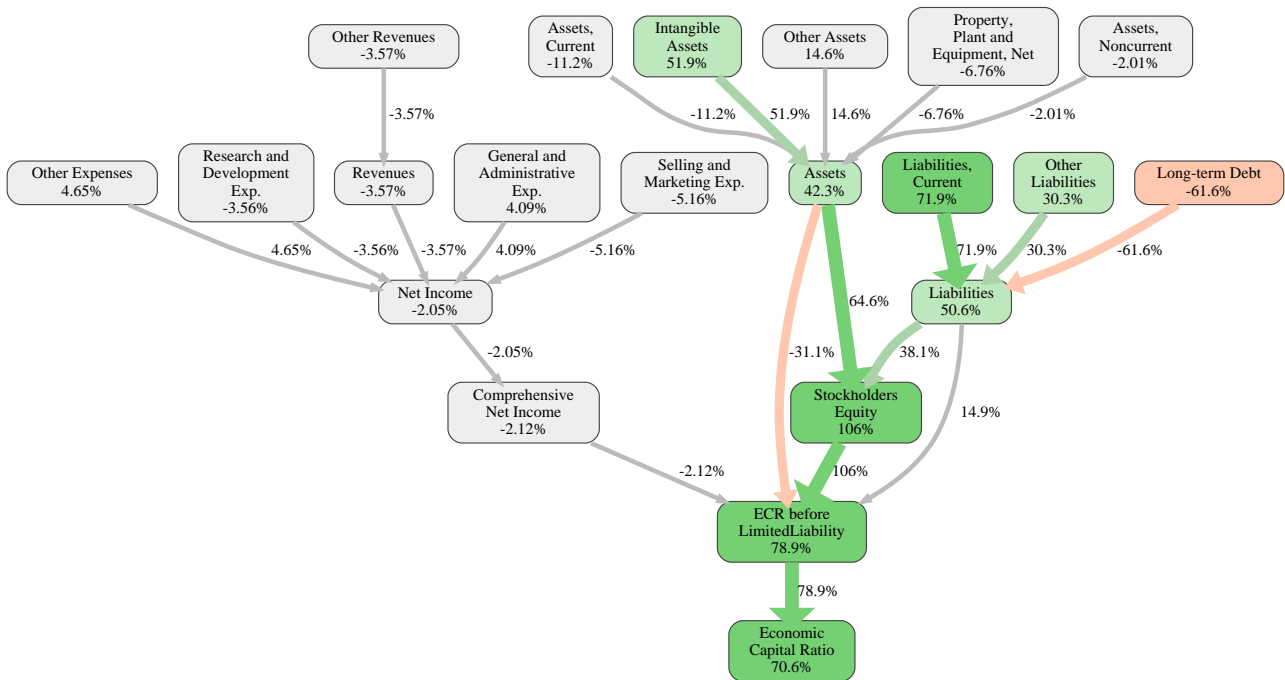 Other Revenues
-3.57%
Assets,
Current
-11.2%
Intangible
Assets
51.9%
Other Assets
14.6%
Property,
Plant and
Equipment, Net
-6.76%
Assets,
Noncurrent
-2.01%
-3.57%
-11.2%
51.9%
14.6%
-6.76%
-2.01%
Other Expenses
4.65%
Research and
Development
Exp.
-3.56%
Revenues
-3.57%
General and
Administrative
Exp.
4.09%
Selling and
Marketing Exp.
-5.16%
Assets
42.3%
Liabilities,
Current
71.9%
Other
Liabilities
30.3%
Long-term Debt
-61.6%
4.65%
-3.56%
-3.57%
4.09%
-5.16%
71.9%
30.3%
-61.6%
Net Income
-2.05%
64.6%
Liabilities
50.6%
-2.05%
-31.1%
38.1%
Comprehensive
Net Income
-2.12%
Stockholders
Equity
106%
14.9%
-2.12%
106%
ECR before
LimitedLiability
78.9%
78.9%
Economic
Capital Ratio
70.6%